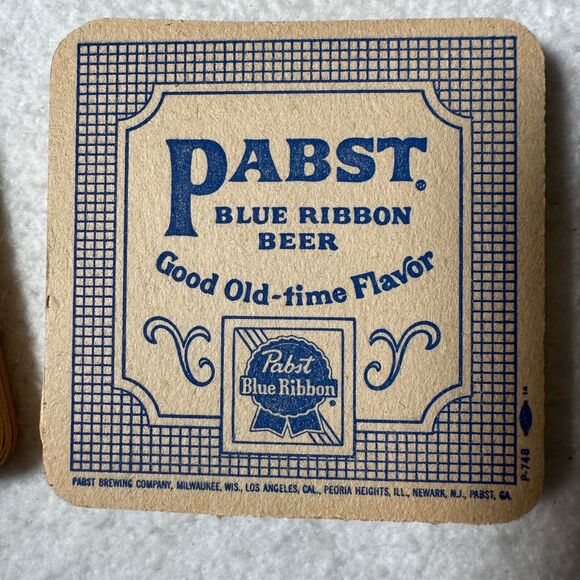 PABST®
BLUE RIBBON
BEER
Good Old-time Flavor
Pabst
Blue Ribbon®
PABST BREWING COMPANY, MILWAUKEE, WIS., LOS ANGELES, CAL., PEORIA HEIGHTS, ILL., NEWARK, N.J., PABST, GA.
P-748
14